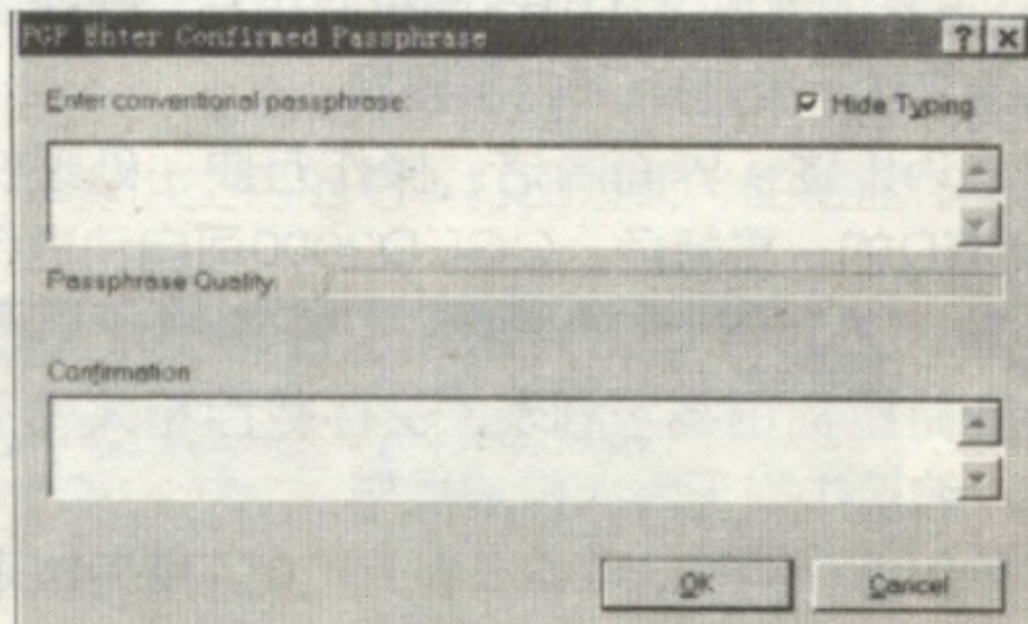 PGP Enter Confirmed Passphrase
Enter conventional passphrase:
Hide Typing
Passphrase Quality:
Confirmation:
OK
Cancel